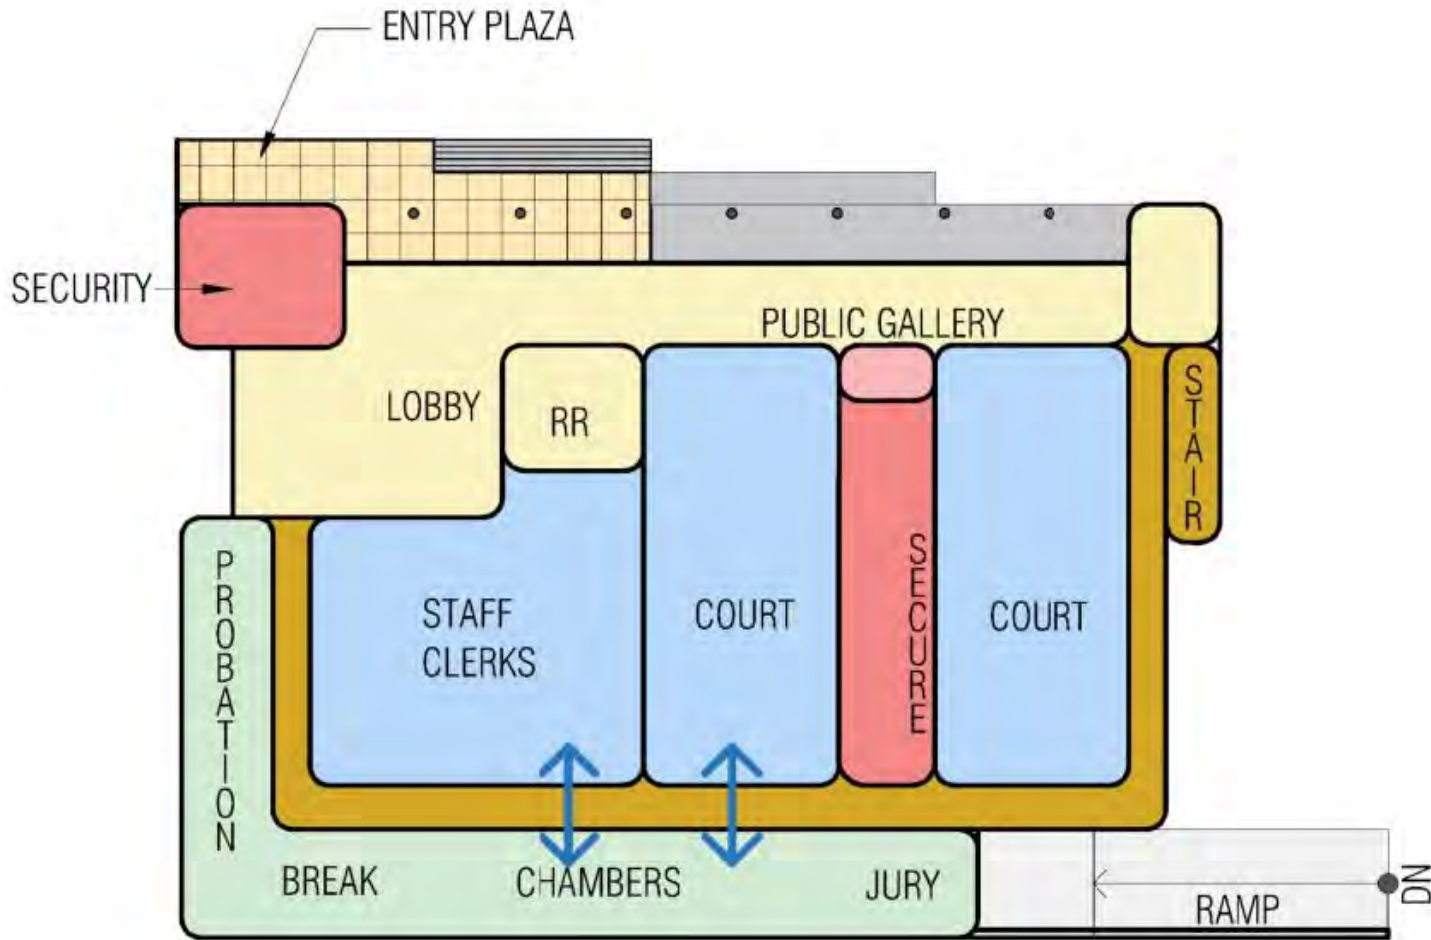 ENTRY PLAZA
SECURITY
PUBLIC GALLERY
LOBBY
RR
STAIR
SECURE
PROBATION
STAFF
CLERKS
COURT
COURT
BREAK
CHAMBERS
JURY
RAMP
DN